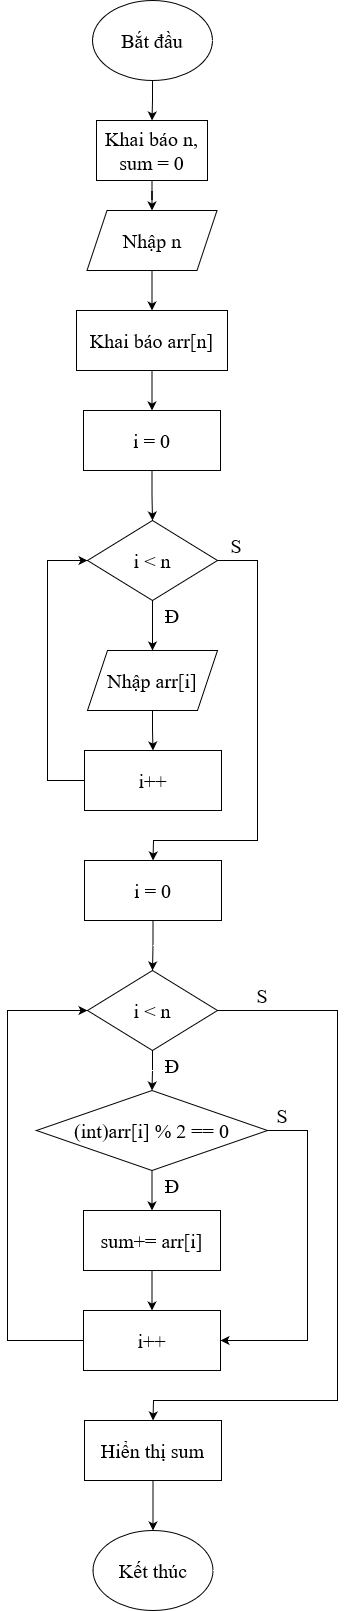 Bắt đầu
Khai báo n,
sum = 0
Nhập n
Khai báo arr[n]
i = 0
i < n
S
Đ
Nhập arr[i]
i++
i = 0
i < n
S
Đ
(int)arr[i] % 2 == 0
S
Đ
sum+= arr[i]
i++
Hiển thị sum
Kết thúc